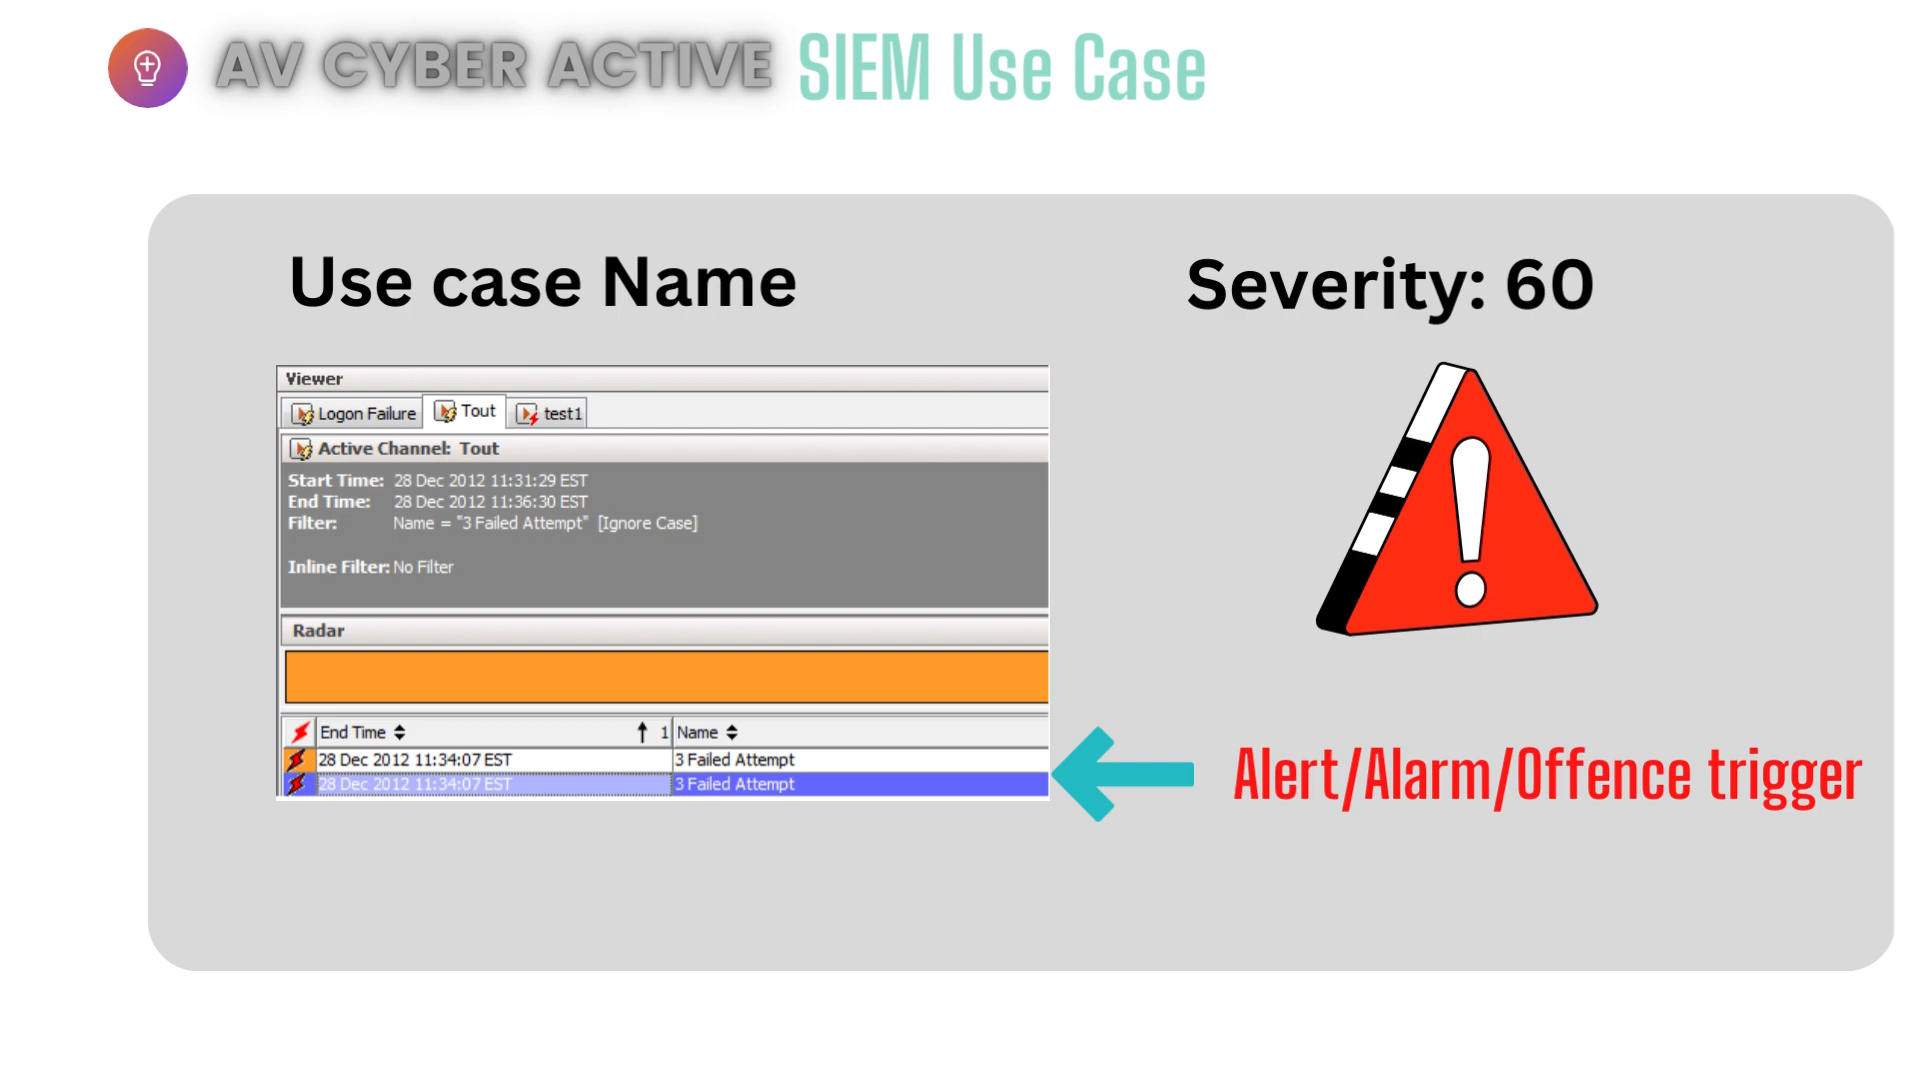 AV CYBER ACTIVE SIEM Use Case
Use case Name
Severity: 60
Viewer
Logon Failure Tout test1
Active Channel: Tout
Start Time: 28 Dec 2012 11:31:29 EST
End Time: 28 Dec 2012 11:36:30 EST
Filter: Name = "3 Failed Attempt" [Ignore Case]
Inline Filter: No Filter
Radar
End Time 1 Name
28 Dec 2012 11:34:07 EST 3 Failed Attempt
28 Dec 2012 11:34:07 EST 3 Failed Attempt
Alert/Alarm/Offence trigger